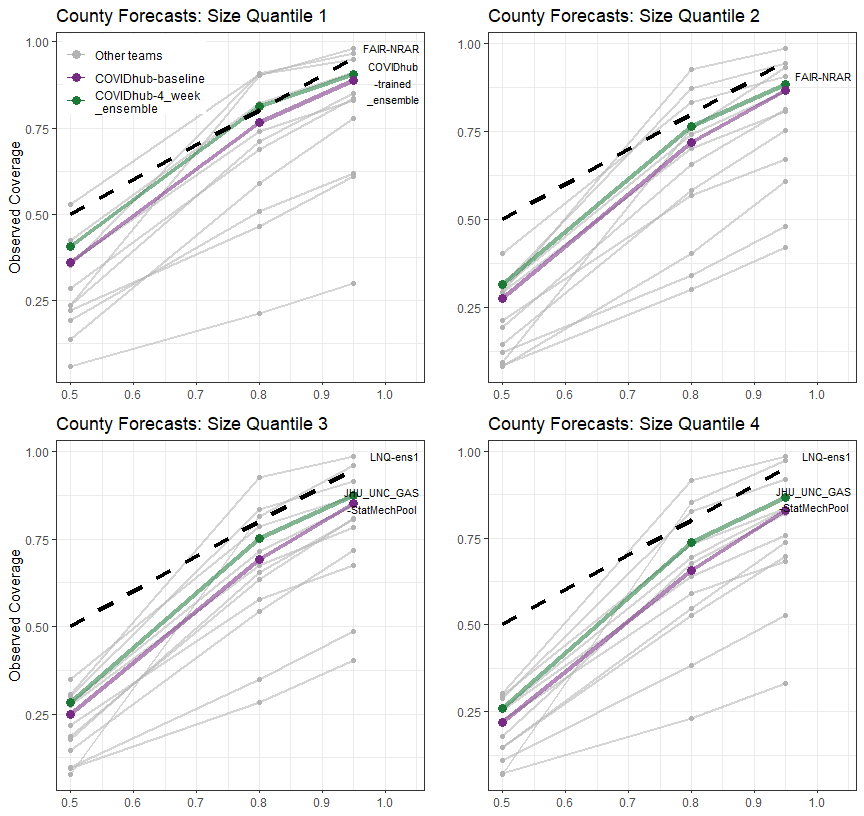 County Forecasts: Size Quantile 1
1.00
0.75
0.50
0.25
Observed Coverage
Other teams
COVIDhub-baseline
COVIDhub-4_week
_ensemble
FAIR-NRAR
COVIDhub
-trained
_ensemble
0.5 0.6 0.7 0.8 0.9 1.0
County Forecasts: Size Quantile 2
1.00
0.75
0.50
0.25
FAIR-NRAR
0.5 0.6 0.7 0.8 0.9 1.0
County Forecasts: Size Quantile 3
1.00
0.75
0.50
0.25
Observed Coverage
LNQ-ens1
JHU_UNC_GAS
-StatMechPool
0.5 0.6 0.7 0.8 0.9 1.0
County Forecasts: Size Quantile 4
1.00
0.75
0.50
0.25
LNQ-ens1
JHU_UNC_GAS
-StatMechPool
0.5 0.6 0.7 0.8 0.9 1.0